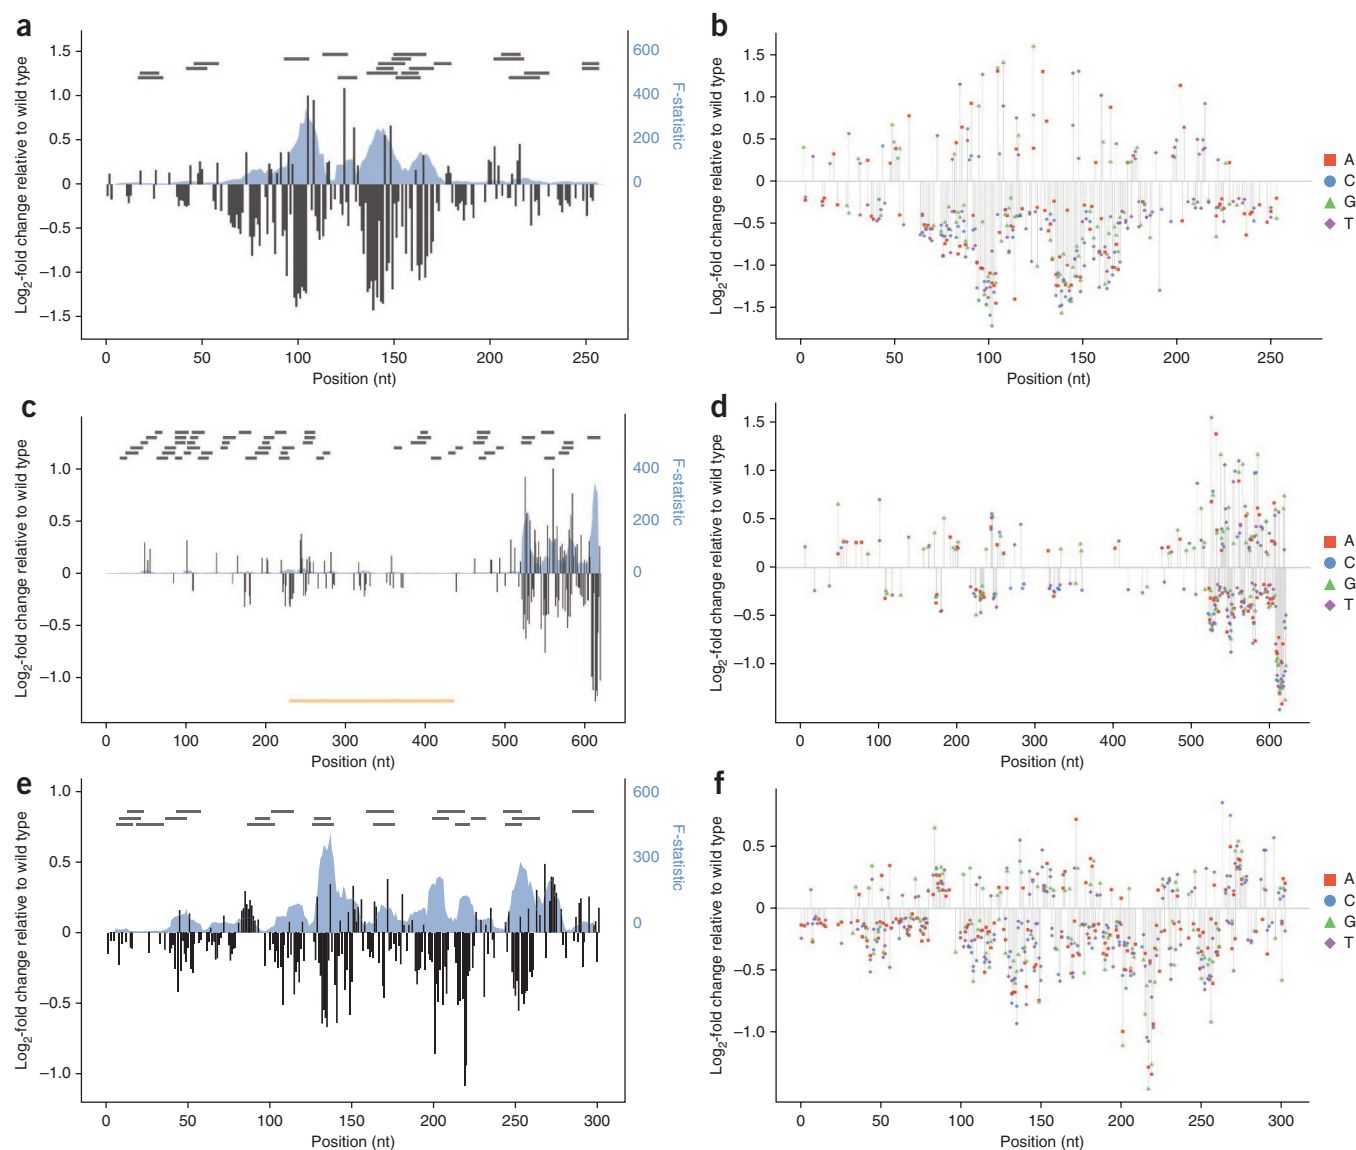 a
Log2-fold change relative to wild type
1.5
1.0
0.5
0
−0.5
−1.0
−1.5
600
400
200
0
F-statistic
0 50 100 150 200 250
Position (nt)
b
Log2-fold change relative to wild type
1.5
1.0
0.5
0
−0.5
−1.0
−1.5
0 50 100 150 200 250
Position (nt)
A
C
G
T
c
Log2-fold change relative to wild type
1.0
0.5
0
−0.5
−1.0
400
200
0
F-statistic
0 100 200 300 400 500 600
Position (nt)
d
Log2-fold change relative to wild type
1.5
1.0
0.5
0
−0.5
−1.0
0 100 200 300 400 500 600
Position (nt)
A
C
G
T
e
Log2-fold change relative to wild type
1.0
0.5
0
−0.5
−1.0
600
300
0
F-statistic
0 50 100 150 200 250 300
Position (nt)
f
Log2-fold change relative to wild type
0.5
0
−0.5
−1.0
0 50 100 150 200 250 300
Position (nt)
A
C
G
T